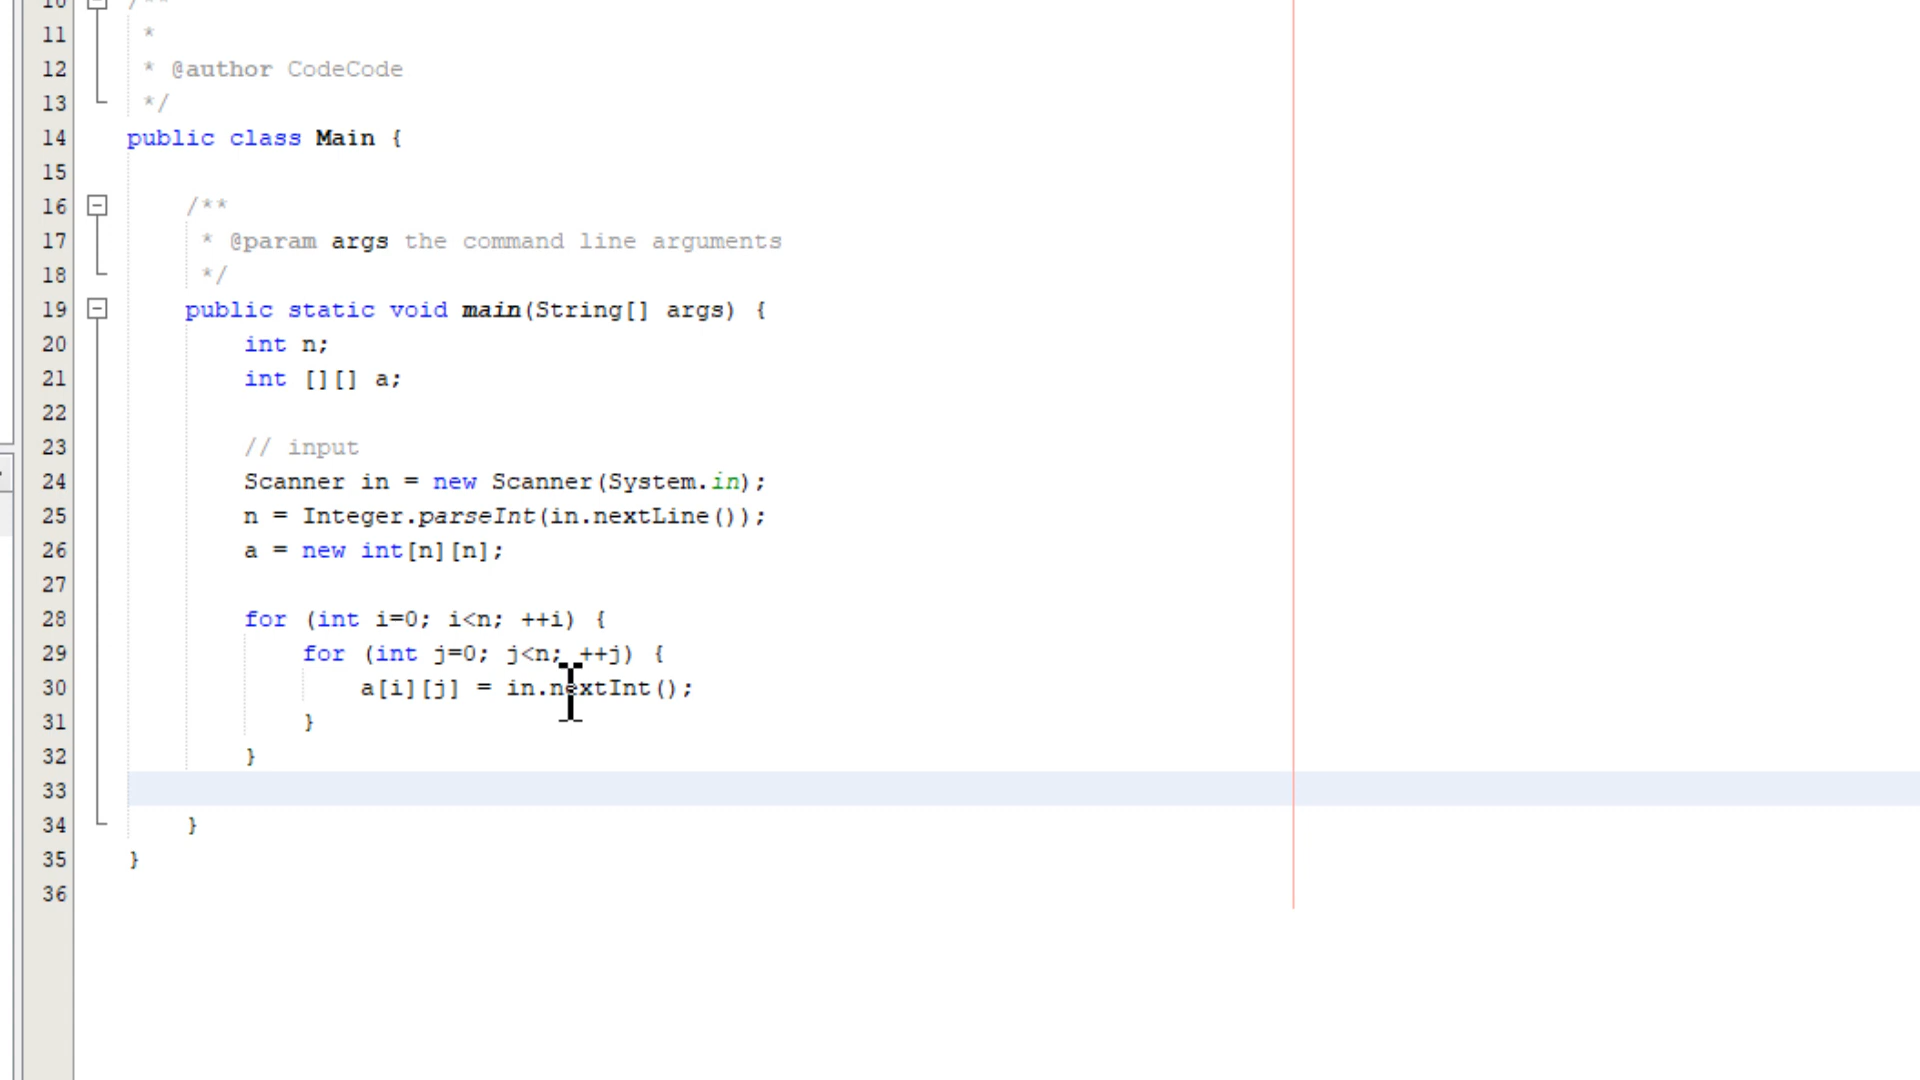 10 /**
11 *
12 * @author CodeCode
13 */
14 public class Main {
15
16 /**
17 * @param args the command line arguments
18 */
19 public static void main(String[] args) {
20 int n;
21 int [][] a;
22
23 // input
24 Scanner in = new Scanner(System.in);
25 n = Integer.parseInt(in.nextLine());
26 a = new int[n][n];
27
28 for (int i=0; i<n; ++i) {
29 for (int j=0; j<n; ++j) {
30 a[i][j] = in.nextInt();
31 }
32 }
33
34 }
35 }
36